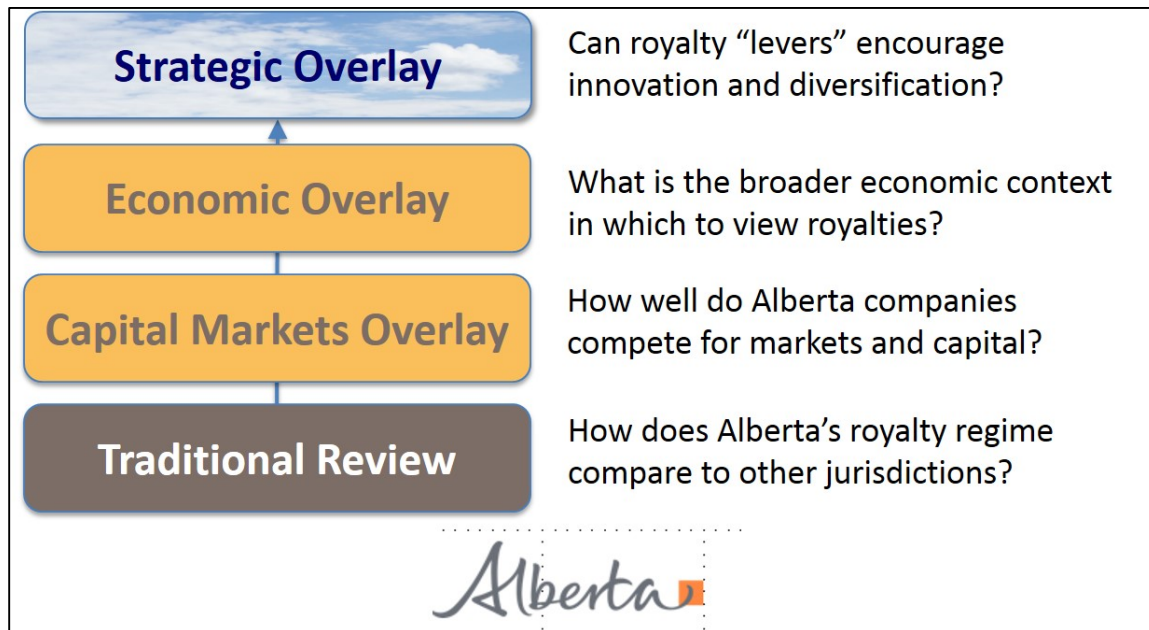 Strategic Overlay
Can royalty “levers” encourage
innovation and diversification?
Economic Overlay
What is the broader economic context
in which to view royalties?
Capital Markets Overlay
How well do Alberta companies
compete for markets and capital?
Traditional Review
How does Alberta’s royalty regime
compare to other jurisdictions?
Alberta